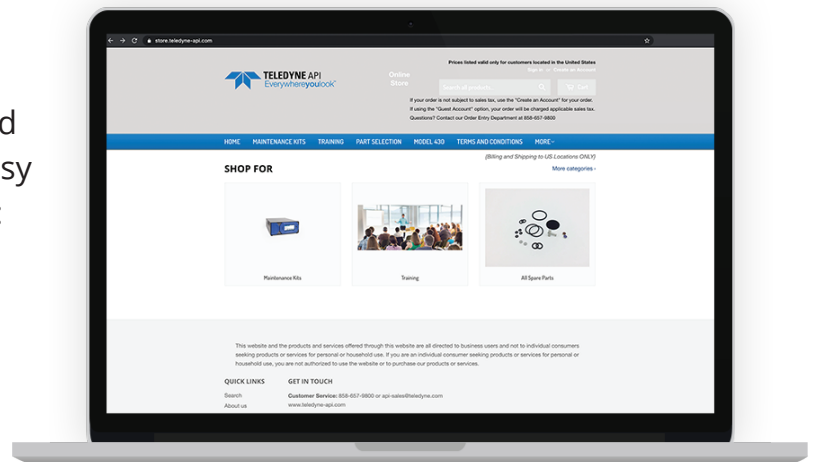 d
sy
store.teledyne-api.com
Prices listed valid only for customers located in the United States
Sign in or Create an Account
TELEDYNE API
Everywhereyoulook
Online
Store
Search all products...
Cart
If your order is not subject to sales tax, use the "Create an Account" for your order.
If using the "Guest Account" option, your order will be charged applicable sales tax.
Questions? Contact our Order Entry Department at 858-657-9800
HOME MAINTENANCE KITS TRAINING PART SELECTION MODEL 430 TERMS AND CONDITIONS MORE
(Billing and Shipping to US Locations ONLY)
SHOP FOR
More categories ›
Maintenance Kits
Training
All Spare Parts
This website and the products and services offered through this website are all directed to business users and not to individual consumers
seeking products or services for personal or household use. If you are an individual consumer seeking products or services for personal or
household use, you are not authorized to use the website or to purchase our products or services.
QUICK LINKS GET IN TOUCH
Search
Customer Service: 858-657-9800 or api-sales@teledyne.com
About us
www.teledyne-api.com